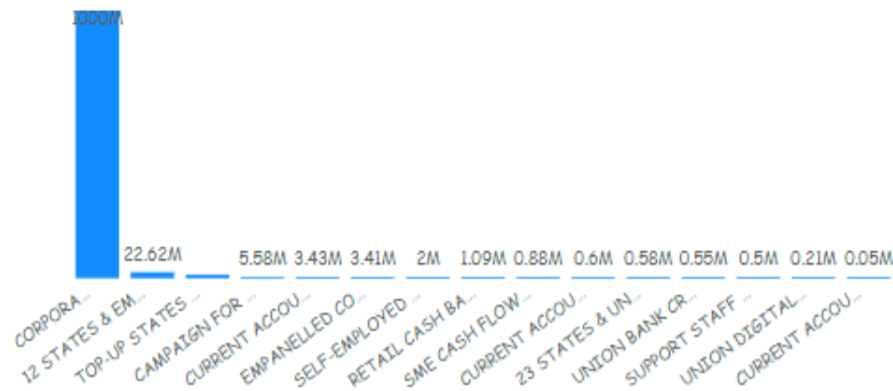 1000M
22.62M
5.58M
3.43M
3.41M
2M
1.09M
0.88M
0.6M
0.58M
0.55M
0.5M
0.21M
0.05M
CORPORA...
12 STATES & EM...
TOP-UP STATES ...
CAMPAIGN FOR ...
CURRENT ACCOU...
EMPANELLED CO...
SELF-EMPLOYED ...
RETAIL CASH BA...
SME CASH FLOW...
CURRENT ACCOU...
23 STATES & UN...
UNION BANK CR...
SUPPORT STAFF ...
UNION DIGITAL...
CURRENT ACCOU...